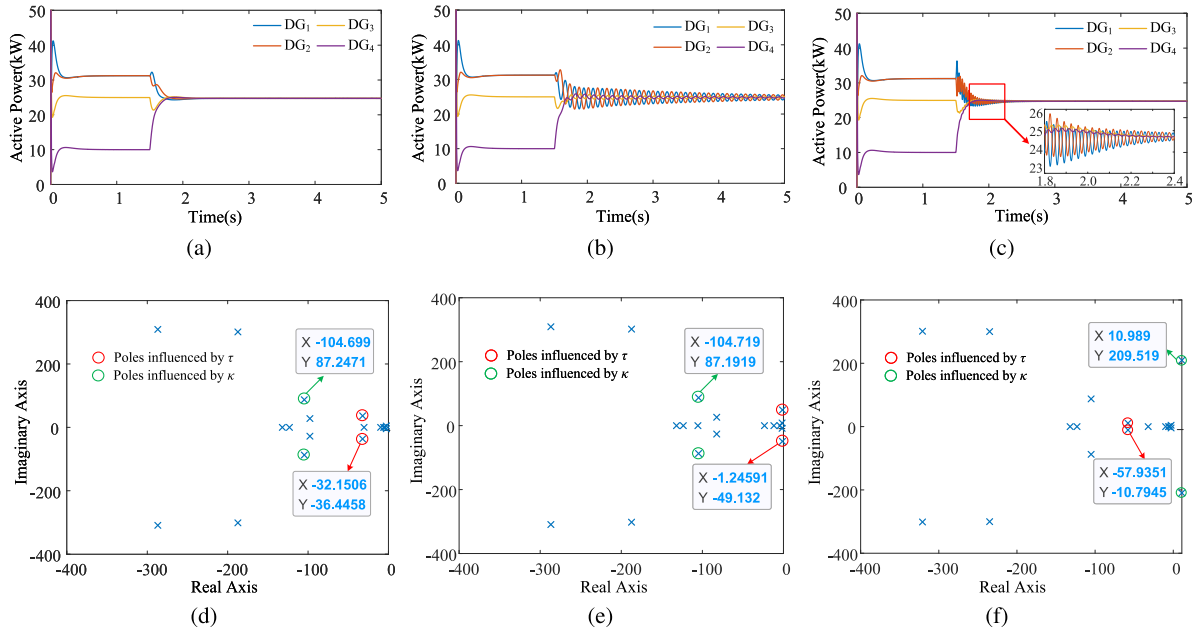 50
40
30
20
10
0
Active Power(kW)
DG1 DG3
DG2 DG4
0 1 2 3 4 5
Time(s)
(a)
50
40
30
20
10
0
Active Power(kW)
DG1 DG3
DG2 DG4
0 1 2 3 4 5
Time(s)
(b)
50
40
30
20
10
0
Active Power(kW)
DG1 DG3
DG2 DG4
26
25
24
23
1.8 2.0 2.2 2.4
0 1 2 3 4 5
Time(s)
(c)
400
200
0
-200
-400
Imaginary Axis
Poles influenced by τ
Poles influenced by κ
X -104.699
Y 87.2471
X -32.1506
Y -36.4458
-400 -300 -200 -100 0
Real Axis
(d)
400
200
0
-200
-400
Imaginary Axis
Poles influenced by τ
Poles influenced by κ
X -104.719
Y 87.1919
X -1.24591
Y -49.132
-400 -300 -200 -100 0
Real Axis
(e)
400
200
0
-200
-400
Imaginary Axis
Poles influenced by τ
Poles influenced by κ
X 10.989
Y 209.519
X -57.9351
Y -10.7945
-400 -300 -200 -100 0
Real Axis
(f)